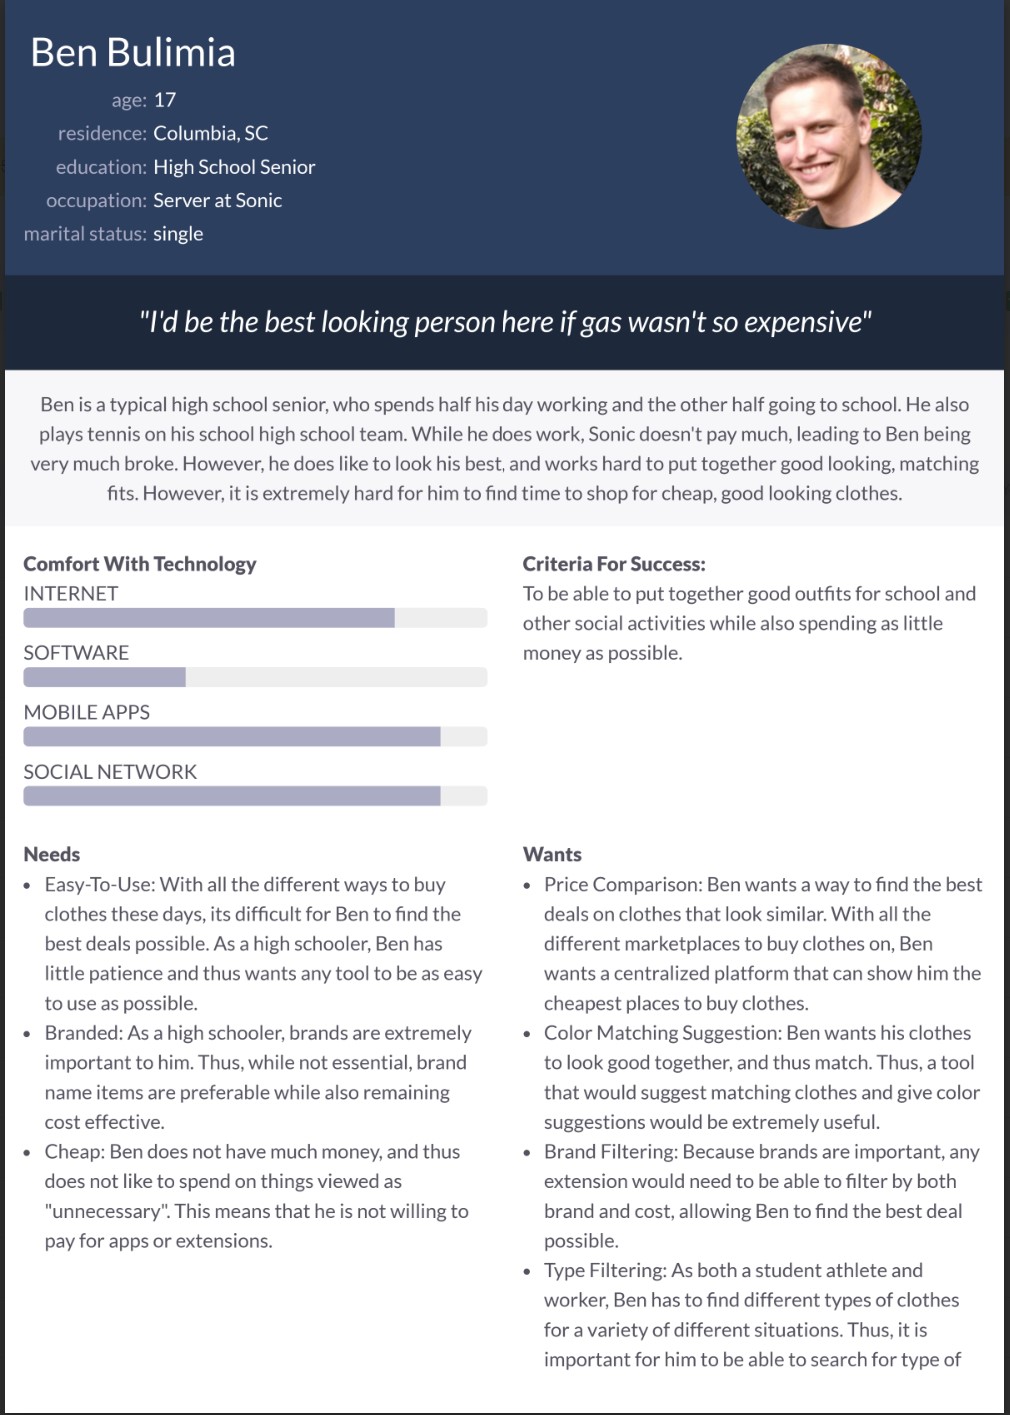 Ben Bulimia
age: 17
residence: Columbia, SC
education: High School Senior
occupation: Server at Sonic
marital status: single
"I'd be the best looking person here if gas wasn't so expensive"
Ben is a typical high school senior, who spends half his day working and the other half going to school. He also
plays tennis on his school high school team. While he does work, Sonic doesn't pay much, leading to Ben being
very much broke. However, he does like to look his best, and works hard to put together good looking, matching
fits. However, it is extremely hard for him to find time to shop for cheap, good looking clothes.
Comfort With Technology
INTERNET
SOFTWARE
MOBILE APPS
SOCIAL NETWORK
Criteria For Success:
To be able to put together good outfits for school and
other social activities while also spending as little
money as possible.
Needs
• Easy-To-Use: With all the different ways to buy
clothes these days, its difficult for Ben to find the
best deals possible. As a high schooler, Ben has
little patience and thus wants any tool to be as easy
to use as possible.
• Branded: As a high schooler, brands are extremely
important to him. Thus, while not essential, brand
name items are preferable while also remaining
cost effective.
• Cheap: Ben does not have much money, and thus
does not like to spend on things viewed as
"unnecessary". This means that he is not willing to
pay for apps or extensions.
Wants
• Price Comparison: Ben wants a way to find the best
deals on clothes that look similar. With all the
different marketplaces to buy clothes on, Ben
wants a centralized platform that can show him the
cheapest places to buy clothes.
• Color Matching Suggestion: Ben wants his clothes
to look good together, and thus match. Thus, a tool
that would suggest matching clothes and give color
suggestions would be extremely useful.
• Brand Filtering: Because brands are important, any
extension would need to be able to filter by both
brand and cost, allowing Ben to find the best deal
possible.
• Type Filtering: As both a student athlete and
worker, Ben has to find different types of clothes
for a variety of different situations. Thus, it is
important for him to be able to search for type of